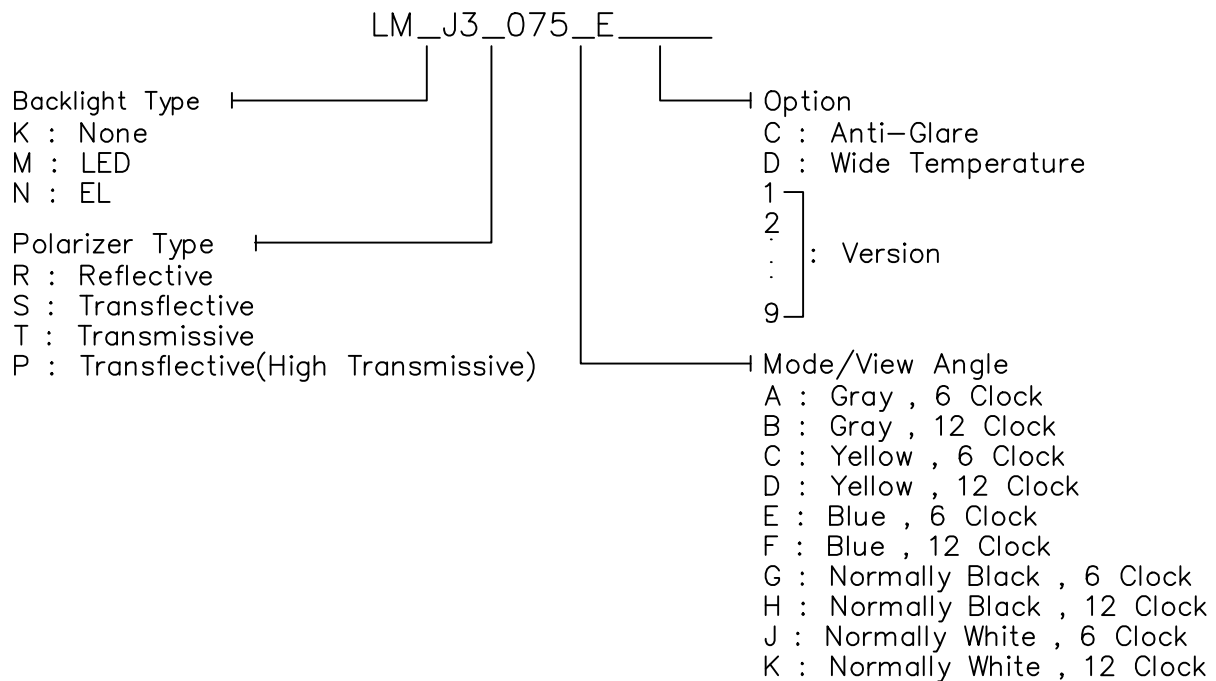 LM_J3_075_E____
Backlight Type
K : None
M : LED
N : EL
Polarizer Type
R : Reflective
S : Transflective
T : Transmissive
P : Transflective(High Transmissive)
Option
C : Anti-Glare
D : Wide Temperature
1
2
.
.
.
: Version
9
Mode/View Angle
A : Gray , 6 Clock
B : Gray , 12 Clock
C : Yellow , 6 Clock
D : Yellow , 12 Clock
E : Blue , 6 Clock
F : Blue , 12 Clock
G : Normally Black , 6 Clock
H : Normally Black , 12 Clock
J : Normally White , 6 Clock
K : Normally White , 12 Clock